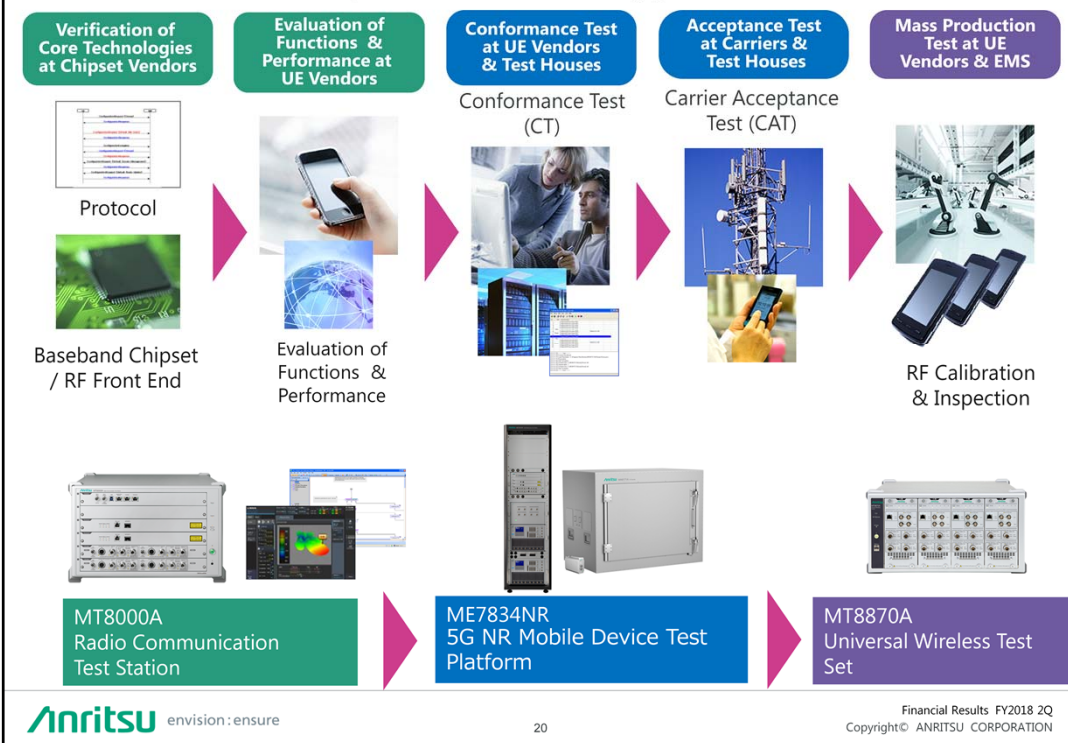 Verification of
Core Technologies
at Chipset Vendors
Evaluation of
Functions &
Performance at
UE Vendors
Conformance Test
at UE Vendors
& Test Houses
Acceptance Test
at Carriers &
Test Houses
Mass Production
Test at UE
Vendors & EMS
Conformance Test
(CT)
Carrier Acceptance
Test (CAT)
Protocol
Baseband Chipset
/ RF Front End
Evaluation of
Functions &
Performance
RF Calibration
& Inspection
MT8000A
Radio Communication
Test Station
ME7834NR
5G NR Mobile Device Test
Platform
MT8870A
Universal Wireless Test
Set
Anritsu envision : ensure
20
Financial Results FY2018 2Q
Copyright© ANRITSU CORPORATION